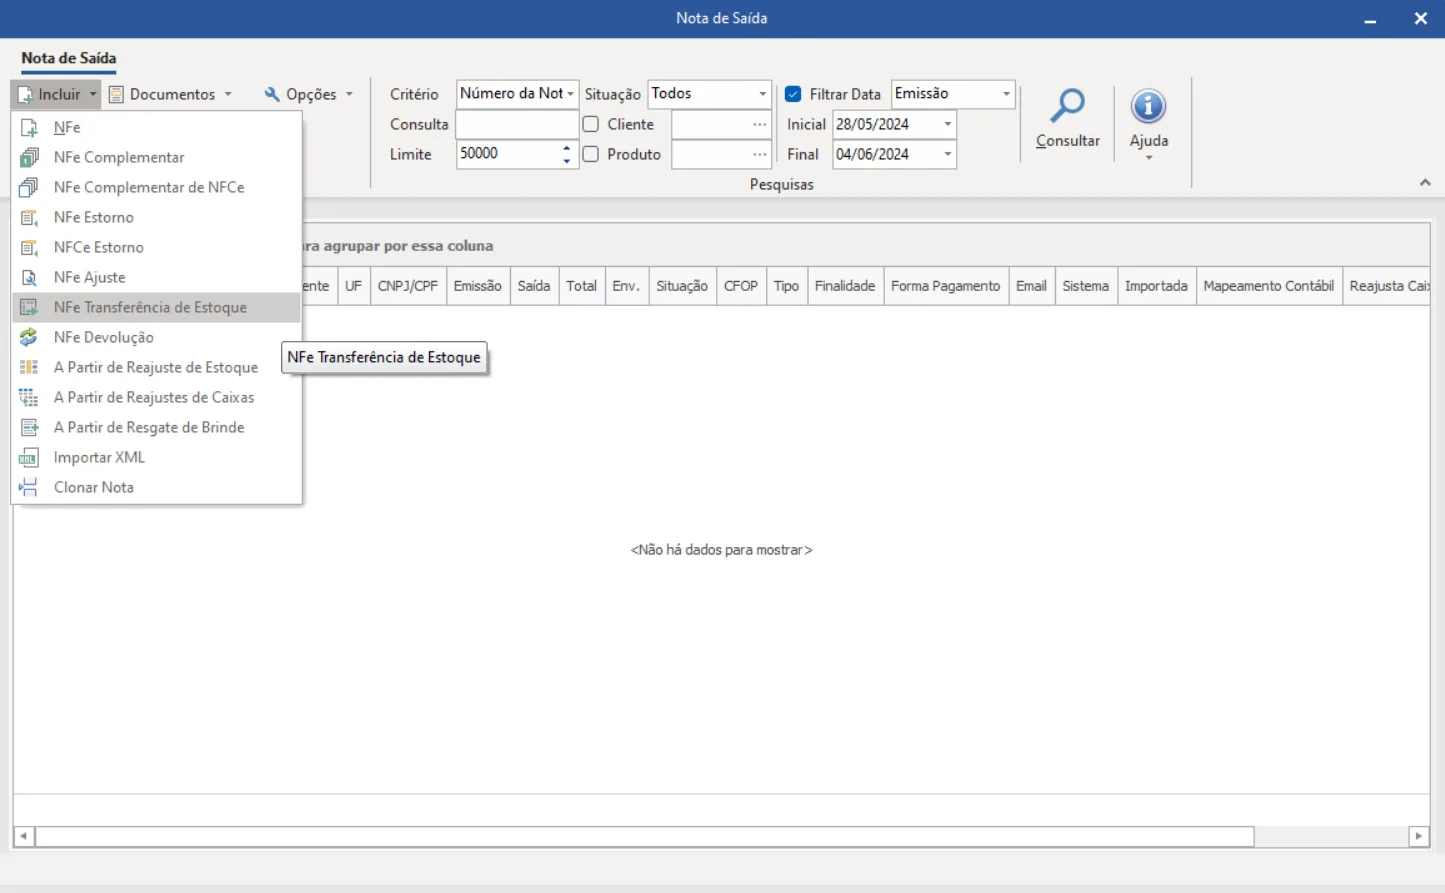 Nota de Saída
Nota de Saída
Incluir
Documentos
Opções
NFe
NFe Complementar
NFe Complementar de NFCe
NFe Estorno
NFCe Estorno
NFe Ajuste
NFe Transferência de Estoque
NFe Devolução
A Partir de Reajuste de Estoque
A Partir de Reajustes de Caixas
A Partir de Resgate de Brinde
Importar XML
Clonar Nota
NFe Transferência de Estoque
Critério Número da Not Situação Todos
Consulta Cliente ...
Limite 50000 Produto ...
Filtrar Data Emissão
Inicial 28/05/2024
Final 04/06/2024
Pesquisas
Consultar
Ajuda
ra agrupar por essa coluna
ente UF CNPJ/CPF Emissão Saída Total Env. Situação CFOP Tipo Finalidade Forma Pagamento Email Sistema Importada Mapeamento Contábil Reajusta Cai
<Não há dados para mostrar>